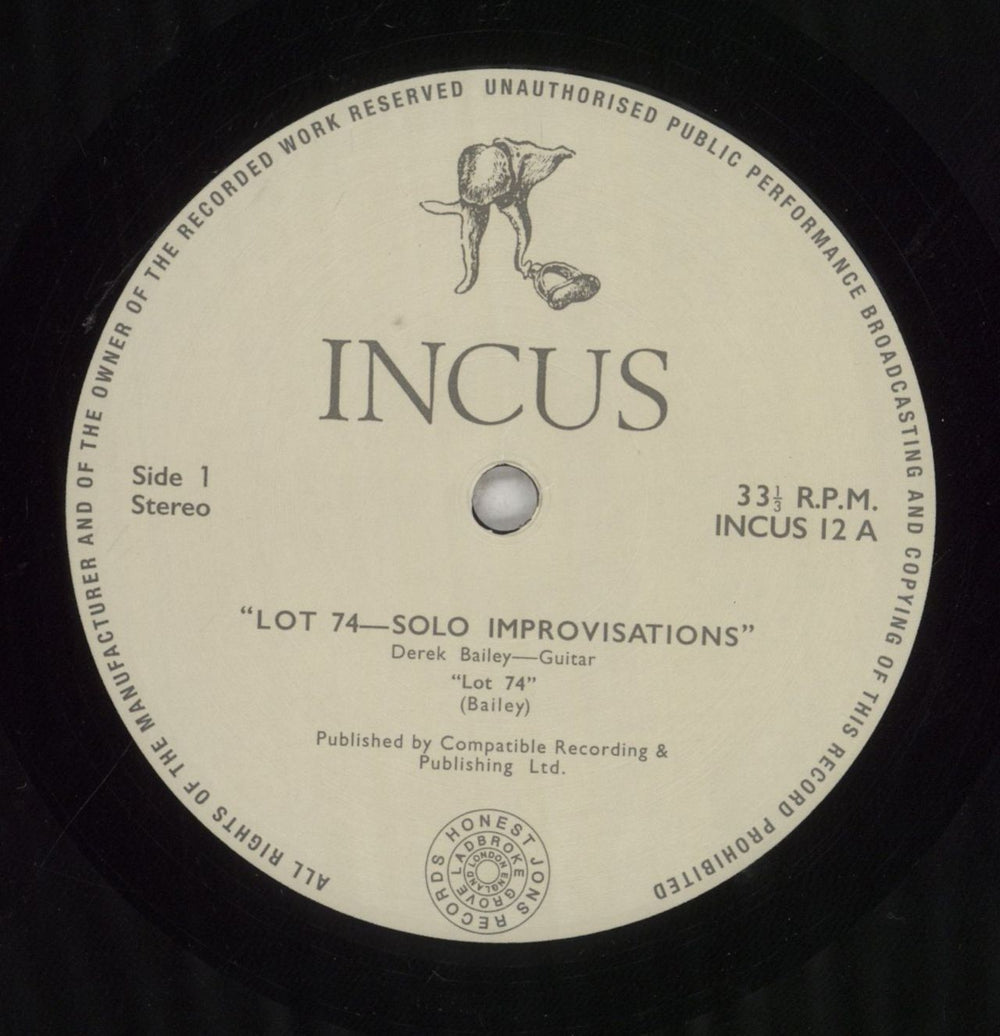 ALL RIGHTS OF THE MANUFACTURER AND OF THE OWNER OF THE RECORDED WORK RESERVED UNAUTHORISED PUBLIC PERFORMANCE BROADCASTING AND COPYING OF THIS RECORD PROHIBITED
INCUS
Side 1
Stereo
33⅓ R.P.M.
INCUS 12 A
“LOT 74—SOLO IMPROVISATIONS”
Derek Bailey—Guitar
“Lot 74”
(Bailey)
Published by Compatible Recording &
Publishing Ltd.
HONEST JONS RECORDS
LADBROKE GROVE
LONDON ENGLAND